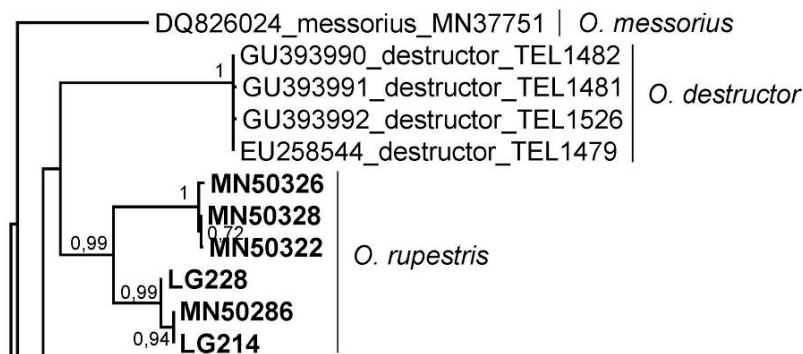 DQ826024_messorius_MN37751 O. messorius
GU393990_destructor_TEL1482
1
GU393991_destructor_TEL1481
O. destructor
GU393992_destructor_TEL1526
EU258544_destructor_TEL1479
MN50326
1
MN50328
0,72
MN50322
0,99
O. rupestris
LG228
0,99
MN50286
0,94
LG214